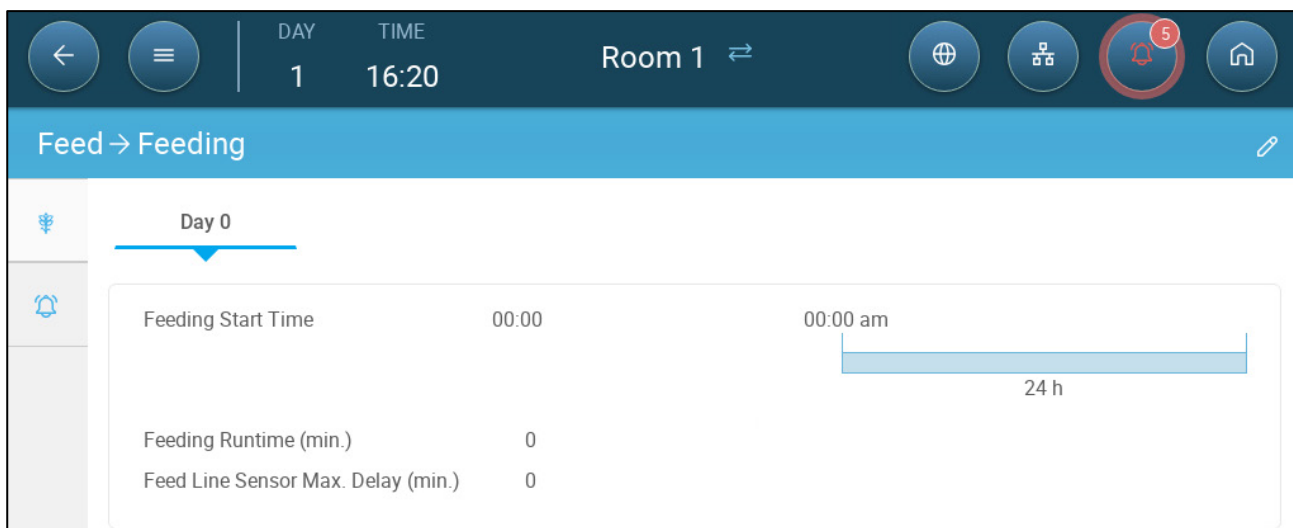 DAY TIME
1 16:20 Room 1 5
Feed → Feeding
Day 0
Feeding Start Time 00:00 00:00 am
24 h
Feeding Runtime (min.) 0
Feed Line Sensor Max. Delay (min.) 0